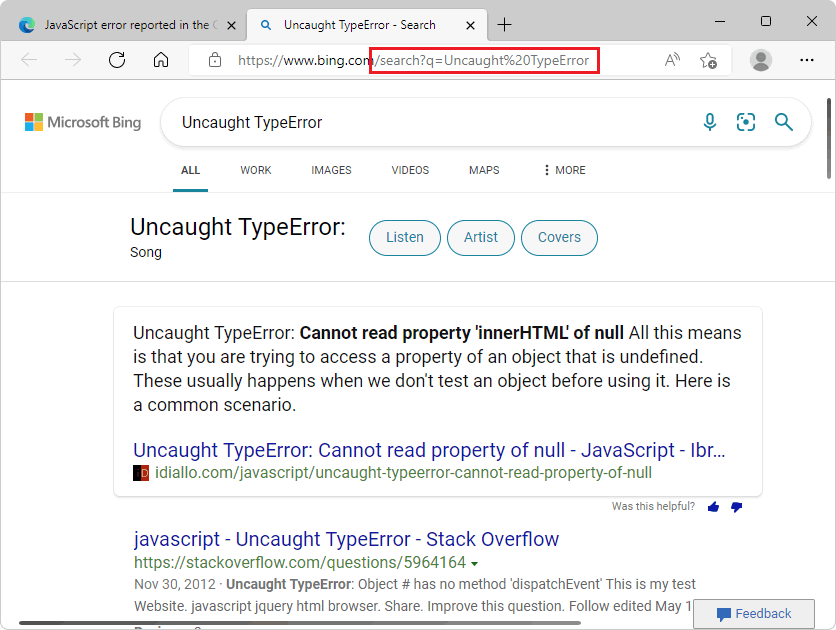 JavaScript error reported in the
Uncaught TypeError - Search
https://www.bing.com/search?q=Uncaught%20TypeError
Microsoft Bing
Uncaught TypeError
ALL WORK IMAGES VIDEOS MAPS MORE
Uncaught TypeError:
Song
Listen Artist Covers
Uncaught TypeError: Cannot read property 'innerHTML' of null All this means
is that you are trying to access a property of an object that is undefined.
These usually happens when we don't test an object before using it. Here is
a common scenario.
Uncaught TypeError: Cannot read property of null - JavaScript - Ibr...
idiallo.com/javascript/uncaught-typeerror-cannot-read-property-of-null
Was this helpful?
javascript - Uncaught TypeError - Stack Overflow
https://stackoverflow.com/questions/5964164
Nov 30, 2012 · Uncaught TypeError: Object # has no method 'dispatchEvent' This is my test
Website. javascript jquery html browser. Share. Improve this question. Follow edited May 1
Feedback